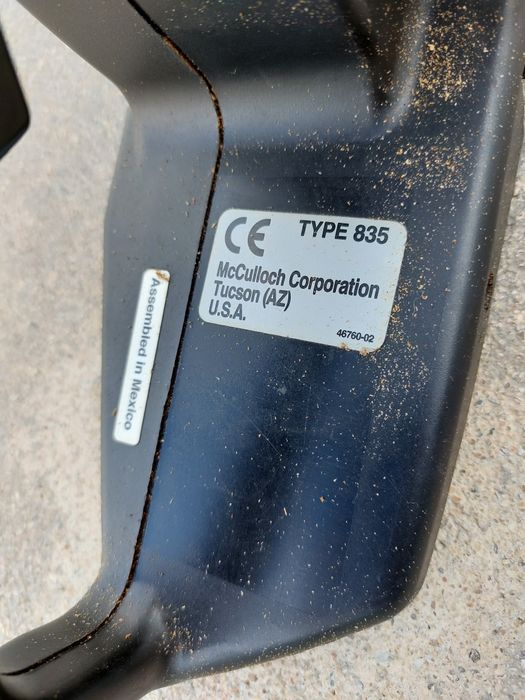 CE TYPE 835
McCulloch Corporation
Tucson (AZ)
U.S.A.
46760-02
Assembled in Mexico